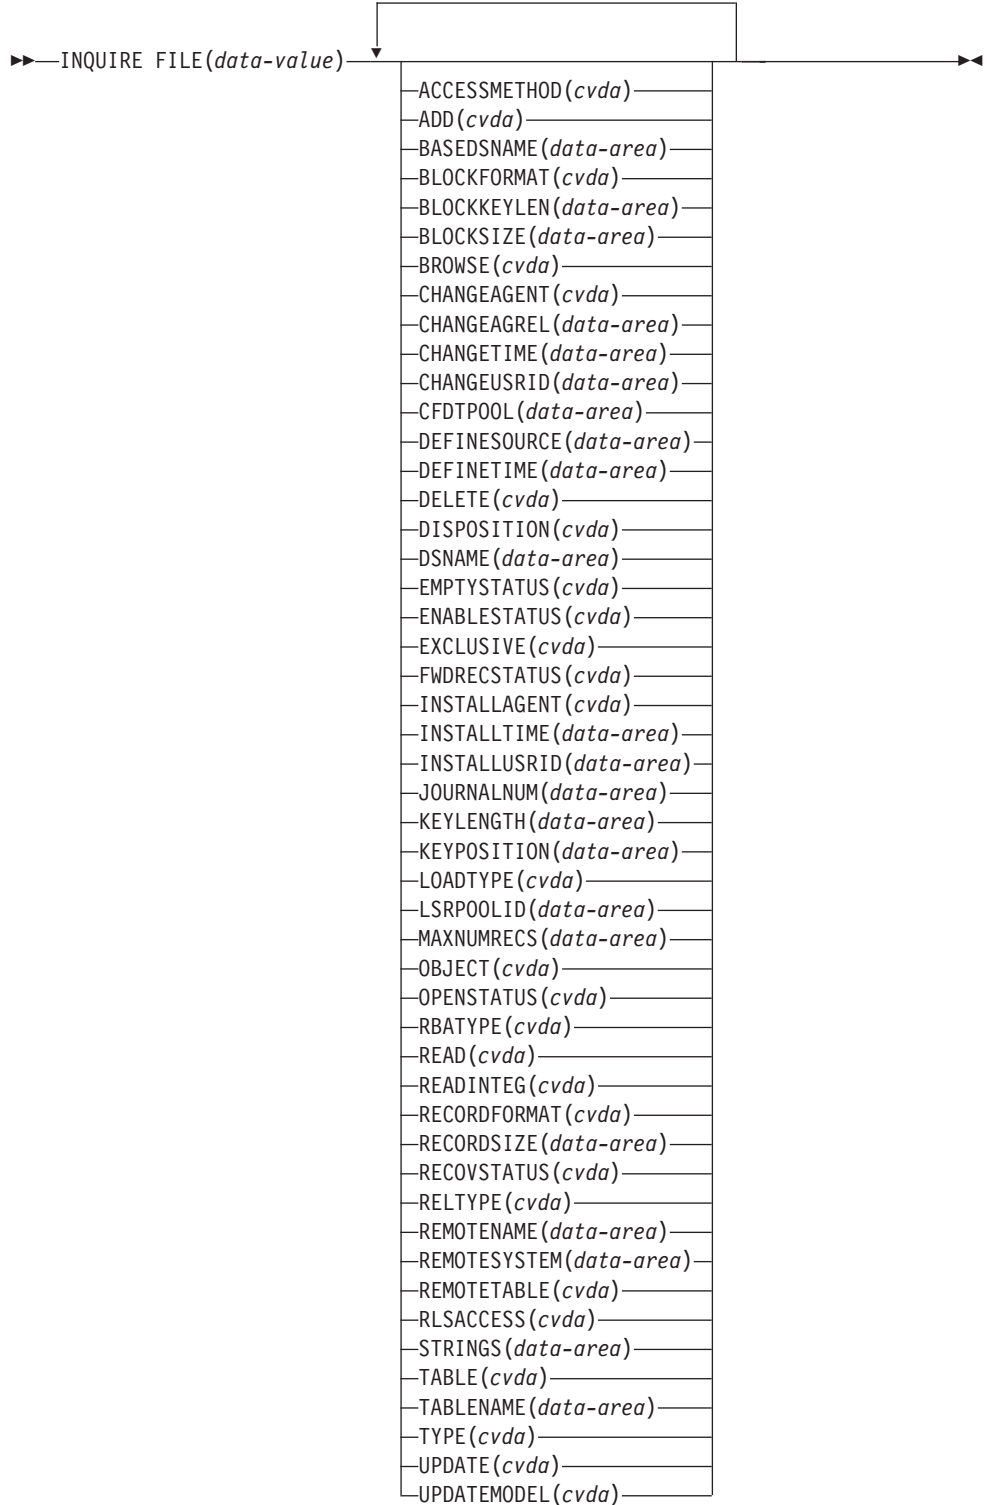 INQUIRE FILE(data-value)
ACCESSMETHOD(cvda)
ADD(cvda)
BASEDSNAME(data-area)
BLOCKFORMAT(cvda)
BLOCKKEYLEN(data-area)
BLOCKSIZE(data-area)
BROWSE(cvda)
CHANGEAGENT(cvda)
CHANGEAGREL(data-area)
CHANGETIME(data-area)
CHANGEUSRID(data-area)
CFDTPOOL(data-area)
DEFINESOURCE(data-area)
DEFINETIME(data-area)
DELETE(cvda)
DISPOSITION(cvda)
DSNAME(data-area)
EMPTYSTATUS(cvda)
ENABLESTATUS(cvda)
EXCLUSIVE(cvda)
FWDRECSTATUS(cvda)
INSTALLAGENT(cvda)
INSTALLTIME(data-area)
INSTALLUSRID(data-area)
JOURNALNUM(data-area)
KEYLENGTH(data-area)
KEYPOSITION(data-area)
LOADTYPE(cvda)
LSRPOOLID(data-area)
MAXNUMRECS(data-area)
OBJECT(cvda)
OPENSTATUS(cvda)
RBATYPE(cvda)
READ(cvda)
READINTEG(cvda)
RECORDFORMAT(cvda)
RECORDSIZE(data-area)
RECOVSTATUS(cvda)
RELTYPE(cvda)
REMOTENAME(data-area)
REMOTESYSTEM(data-area)
REMOTETABLE(cvda)
RLSACCESS(cvda)
STRINGS(data-area)
TABLE(cvda)
TABLENAME(data-area)
TYPE(cvda)
UPDATE(cvda)
UPDATEMODEL(cvda)